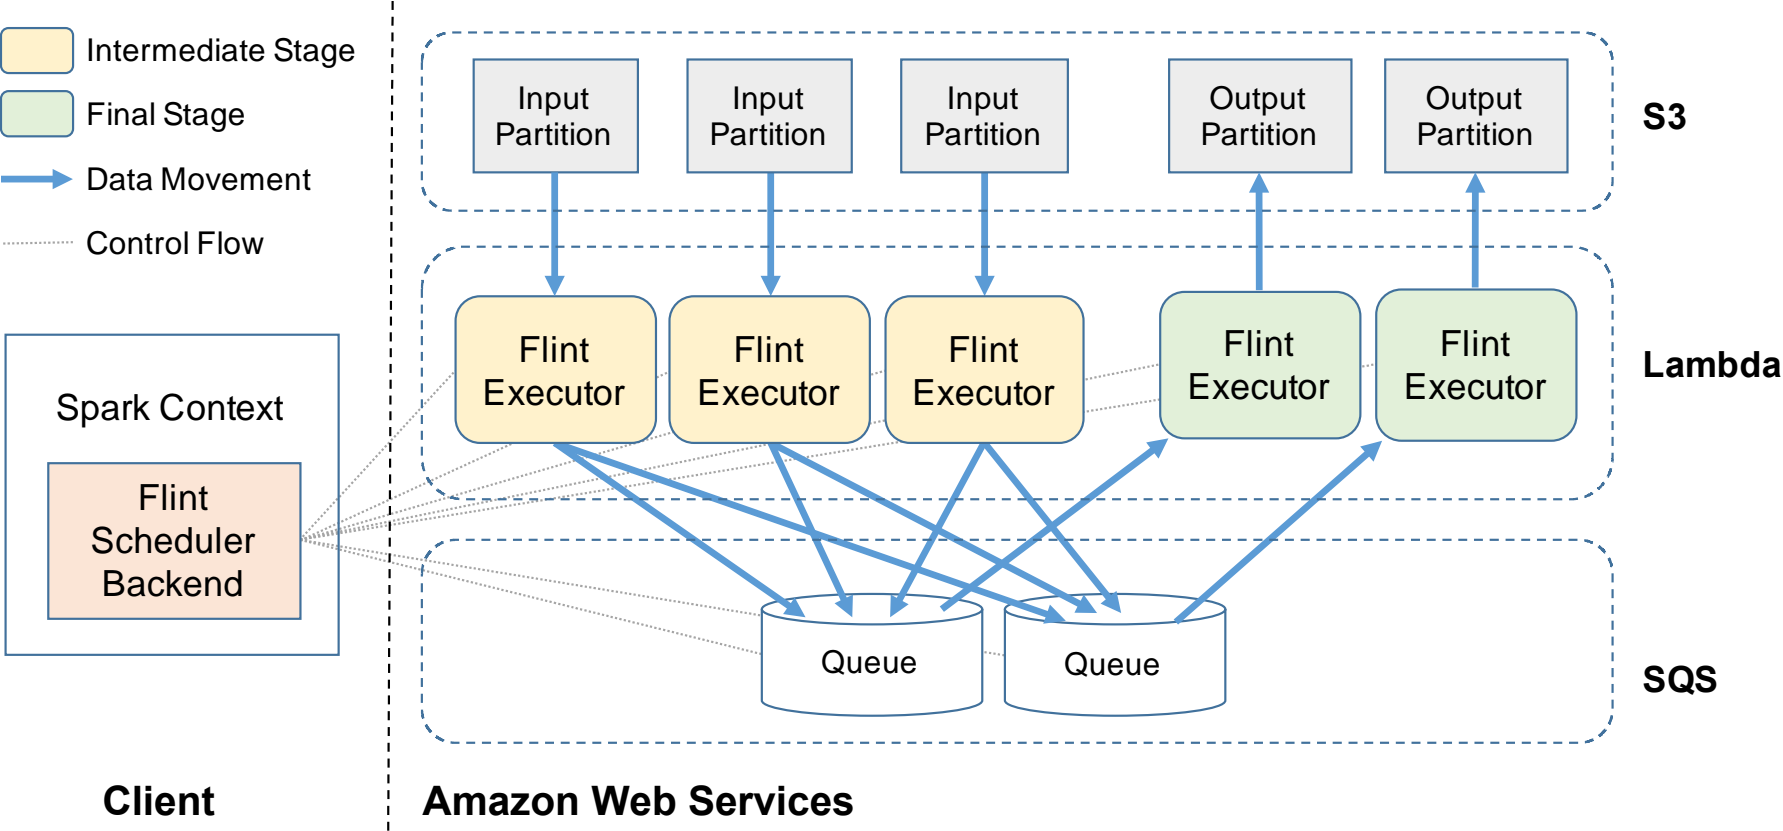 Intermediate Stage
Final Stage
Data Movement
Control Flow
Spark Context
Flint
Scheduler
Backend
Client
Input
Partition
Input
Partition
Input
Partition
Output
Partition
Output
Partition
S3
Flint
Executor
Flint
Executor
Flint
Executor
Flint
Executor
Flint
Executor
Lambda
Queue
Queue
SQS
Amazon Web Services